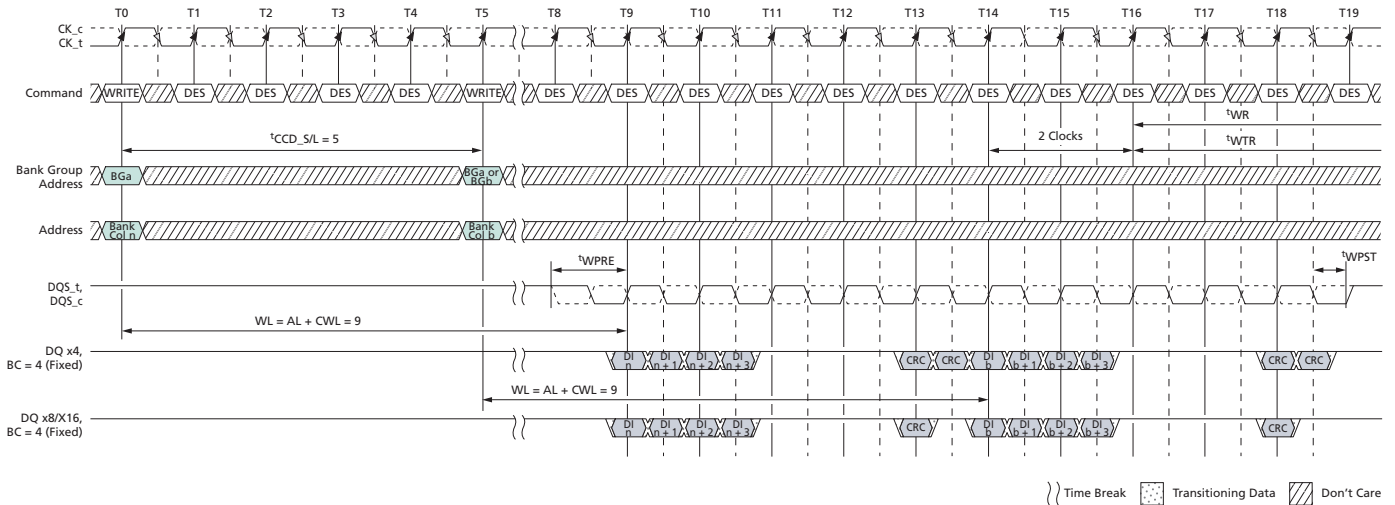 T0 T1 T2 T3 T4 T5 T8 T9 T10 T11 T12 T13 T14 T15 T16 T17 T18 T19
CK_c
CK_t
Command WRITE DES DES DES DES WRITE DES DES DES DES DES DES DES DES DES DES DES DES
tWR
tCCD_S/L = 5 2 Clocks tWTR
Bank Group
Address
BGa BGa or
BGb
Address Bank
Col n Bank
Col b
tWPRE tWPST
DQS_t,
DQS_c
WL = AL + CWL = 9
DQ x4,
BC = 4 (Fixed)
DI
n DI
n + 1 DI
n + 2 DI
n + 3 CRC CRC DI
b DI
b + 1 DI
b + 2 DI
b + 3 CRC CRC
WL = AL + CWL = 9
DQ x8/X16,
BC = 4 (Fixed)
DI
n DI
n + 1 DI
n + 2 DI
n + 3 CRC DI
b DI
b + 1 DI
b + 2 DI
b + 3 CRC
Time Break Transitioning Data Don't Care